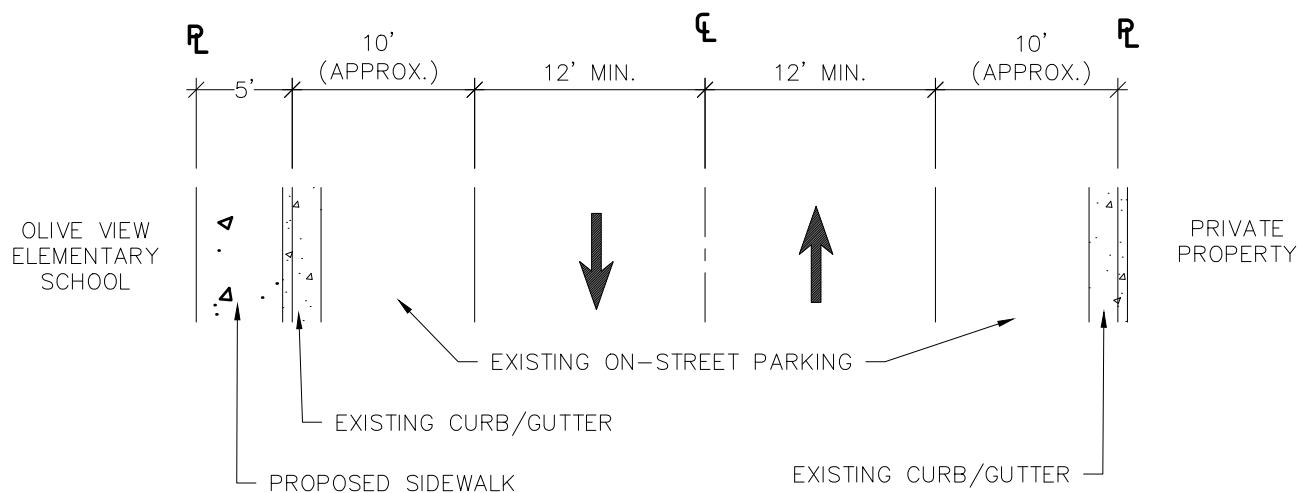 ℄
PL
PL
10'
(APPROX.)
12' MIN.
12' MIN.
10'
(APPROX.)
5'
OLIVE VIEW
ELEMENTARY
SCHOOL
PRIVATE
PROPERTY
EXISTING ON-STREET PARKING
EXISTING CURB/GUTTER
EXISTING CURB/GUTTER
PROPOSED SIDEWALK